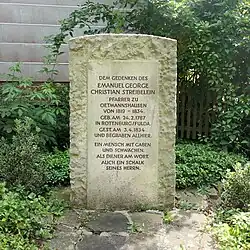 DEM GEDENKEN DES
EMANUEL GEORGE
CHRISTIAN STREIBELEIN
PFARRER ZU
OETMANNSHAUSEN
VON 1819 – 1834.
GEB. AM 24.2.1787
IN ROTENBURG/FULDA.
GEST. AM 3.4.1834
UND BEGRABEN ALLHIER.
EIN MENSCH MIT GABEN
UND SCHWÄCHEN.
ALS DIENER AM WORT
AUCH EIN SCHALK
SEINES HERRN.